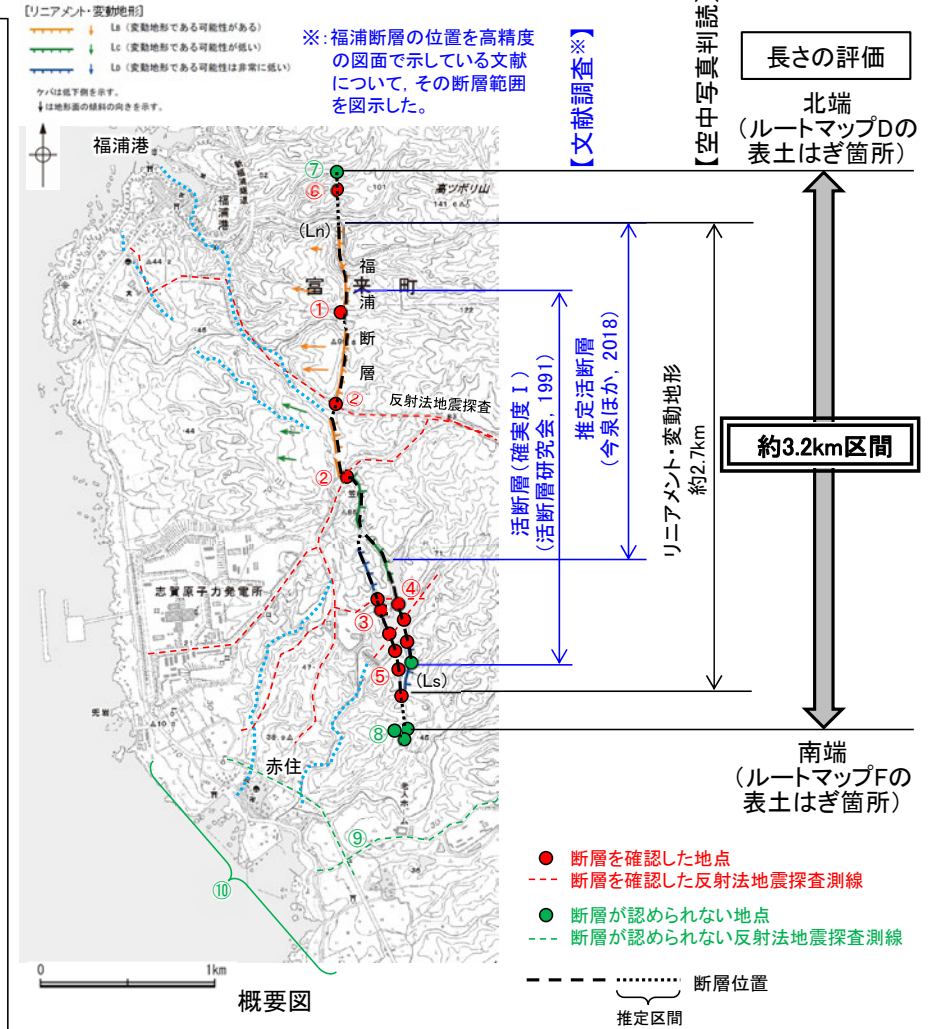 [リニアメント・変動地形]
LB (変動地形である可能性がある)
LC (変動地形である可能性が低い)
LD (変動地形である可能性は非常に低い)
ケバは低下側を示す。
↓は地形面の傾斜の向きを示す。
※:福浦断層の位置を高精度
の図面で示している文献
について,その断層範囲
を図示した。
【文献調査※】
【空中写真判読】
長さの評価
北端
(ルートマップDの
表土はぎ箇所)
福浦港
福浦港
⑦
⑥
101
高ツボリ山
(Ln)
富来町
福浦断層
①
122
②
反射法地震探査
②
44
志賀原子力発電所
④
③
⑤
(Ls)
⑧
赤住
⑨
⑩
活断層(確実度Ⅰ)
(活断層研究会, 1991)
推定活断層
(今泉ほか, 2018)
リニアメント・変動地形
約2.7km
約3.2km区間
南端
(ルートマップFの
表土はぎ箇所)
断層を確認した地点
断層を確認した反射法地震探査測線
断層が認められない地点
断層が認められない反射法地震探査測線
断層位置
推定区間
0 1km
概要図